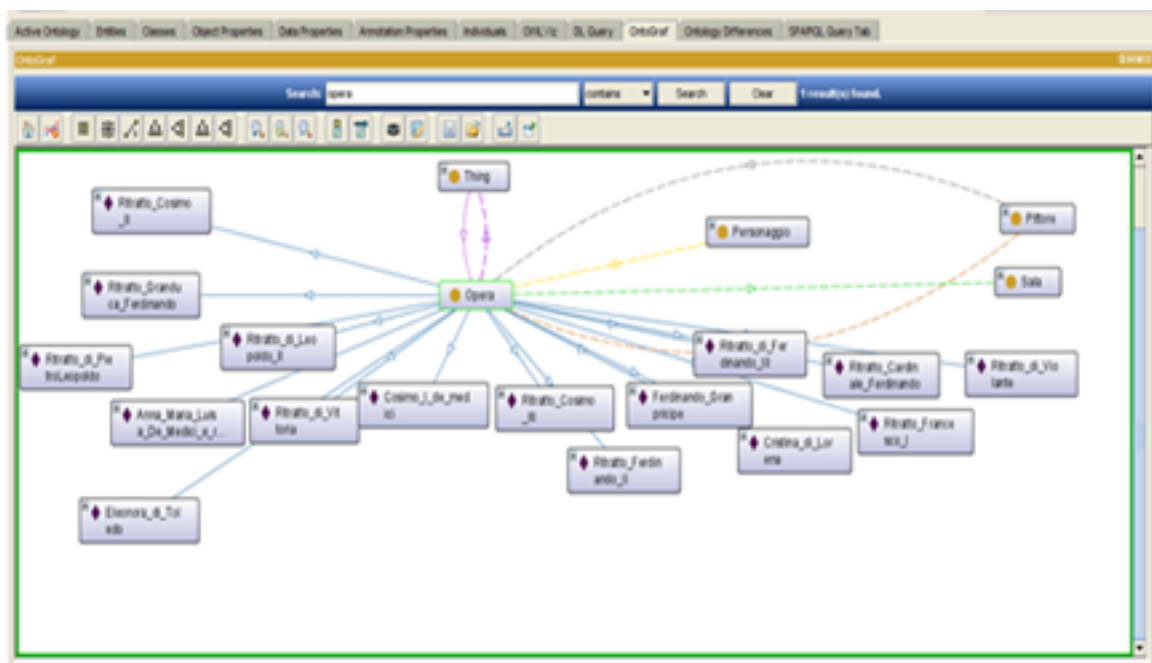 Active Ontology Entities Classes Object Properties Data Properties Annotation Properties Individuals OWLViz DL Query OntoGraf Ontology Differences SPARQL Query Tab
OntoGraf
Search: opera contains Search Clear 1 result(s) found.
Thing
Ritratto_Cosimo
_II
Pittore
Personaggio
Sala
Ritratto_Grandu
ca_Ferdinando
Opera
Ritratto_di_Leo
poldo_II
Ritratto_di_Fer
dinando_III
Ritratto_di_Pie
troLeopoldo
Ritratto_Cardin
ale_Ferdinando
Ritratto_di_Vio
lante
Anna_Maria_Luis
a_De_Medici_e_r...
Ritratto_di_Vit
toria
Cosimo_I_de_med
ici
Ritratto_Cosimo
_III
Ferdinando_Gran
principe
Ritratto_France
sco_I
Cristina_di_Lor
ena
Ritratto_Ferdin
ando_II
Eleonora_di_Tol
edo